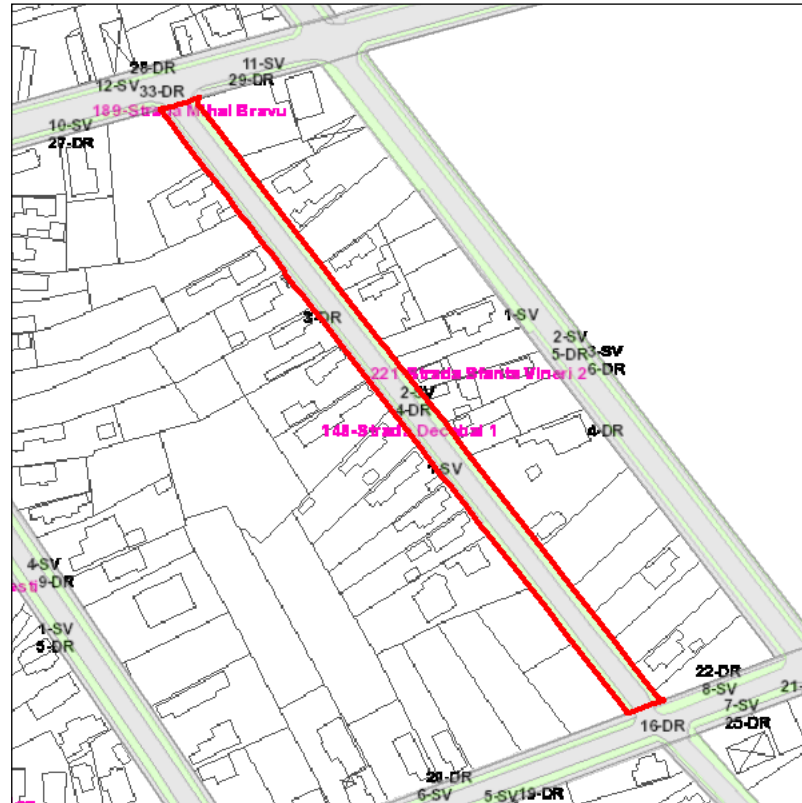 11-SV
28-DR
29-DR
12-SV
33-DR
189-Strada Mihai Bravu
10-SV
27-DR
1-SV
3-DR
2-SV
5-DR
3-SV
6-DR
221 Strada Sfanta Vineri 2
2-SV
4-DR
4-DR
148-Strada Decebal 1
1-SV
4-SV
9-DR
esti
1-SV
5-DR
22-DR
8-SV
21-
7-SV
16-DR
25-DR
6-SV
5-SV
19-DR